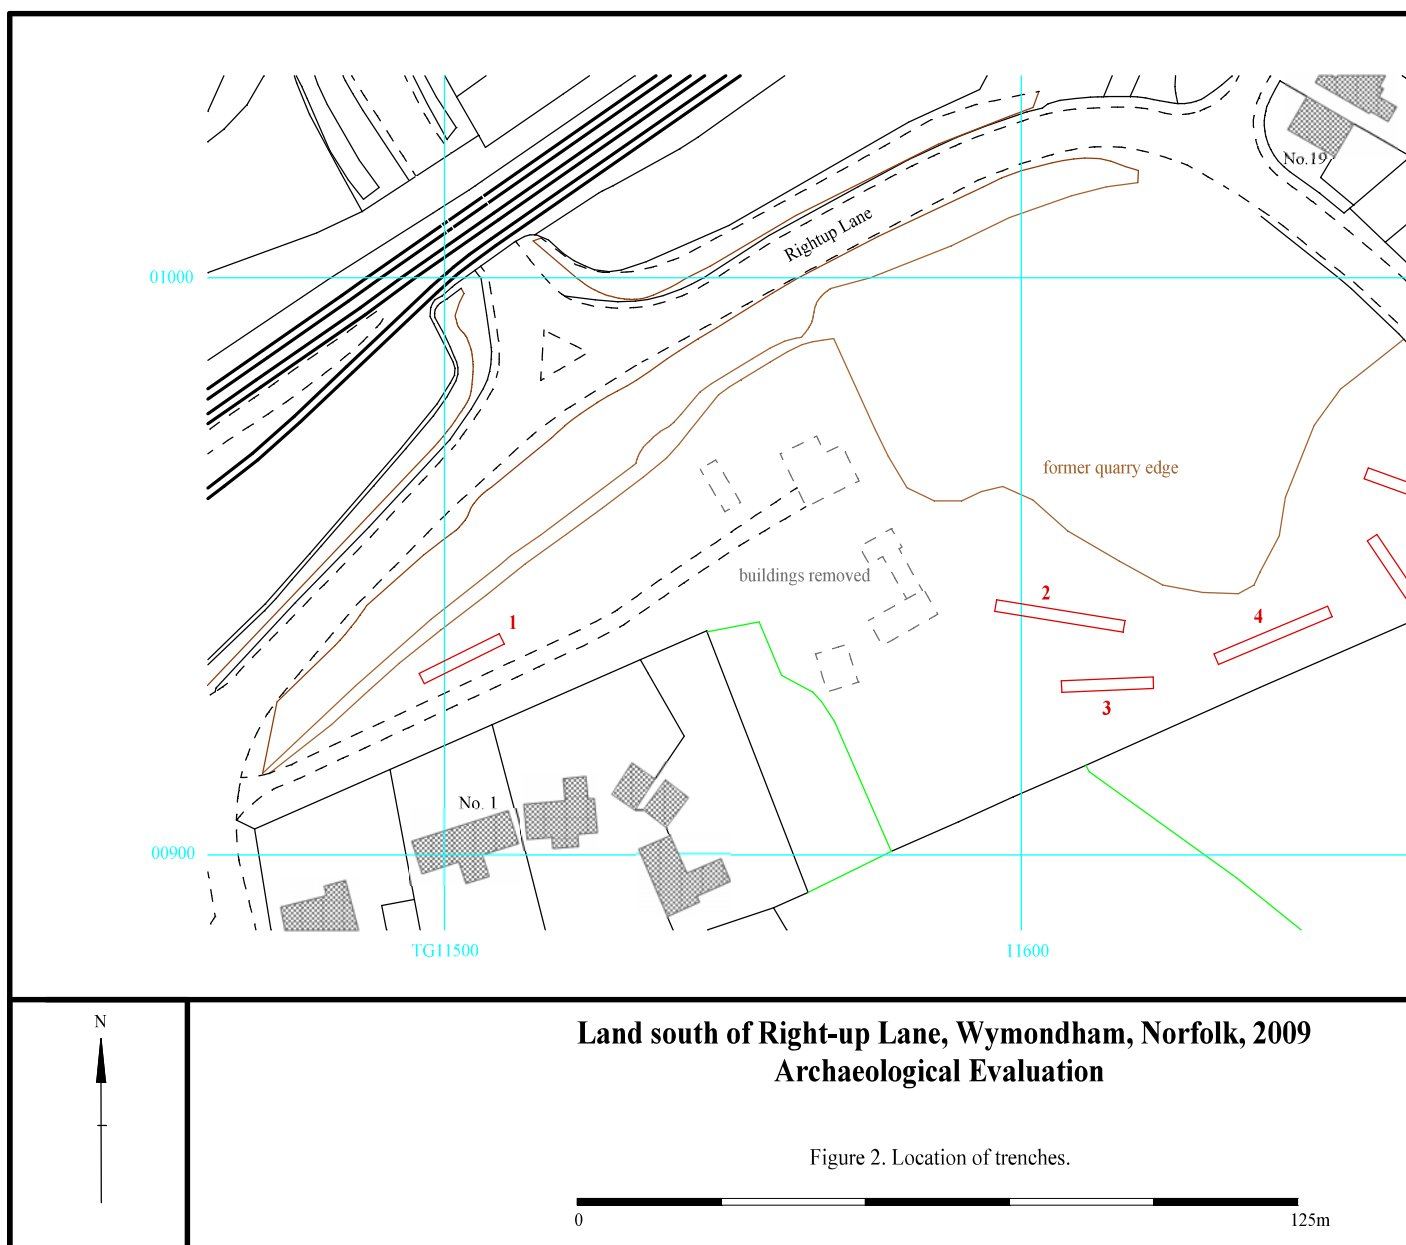 No.19
Rightup Lane
01000
former quarry edge
buildings removed
2
1
4
3
No. 1
00900
TG11500
11600
N
Land south of Right-up Lane, Wymondham, Norfolk, 2009
Archaeological Evaluation
Figure 2. Location of trenches.
0
125m